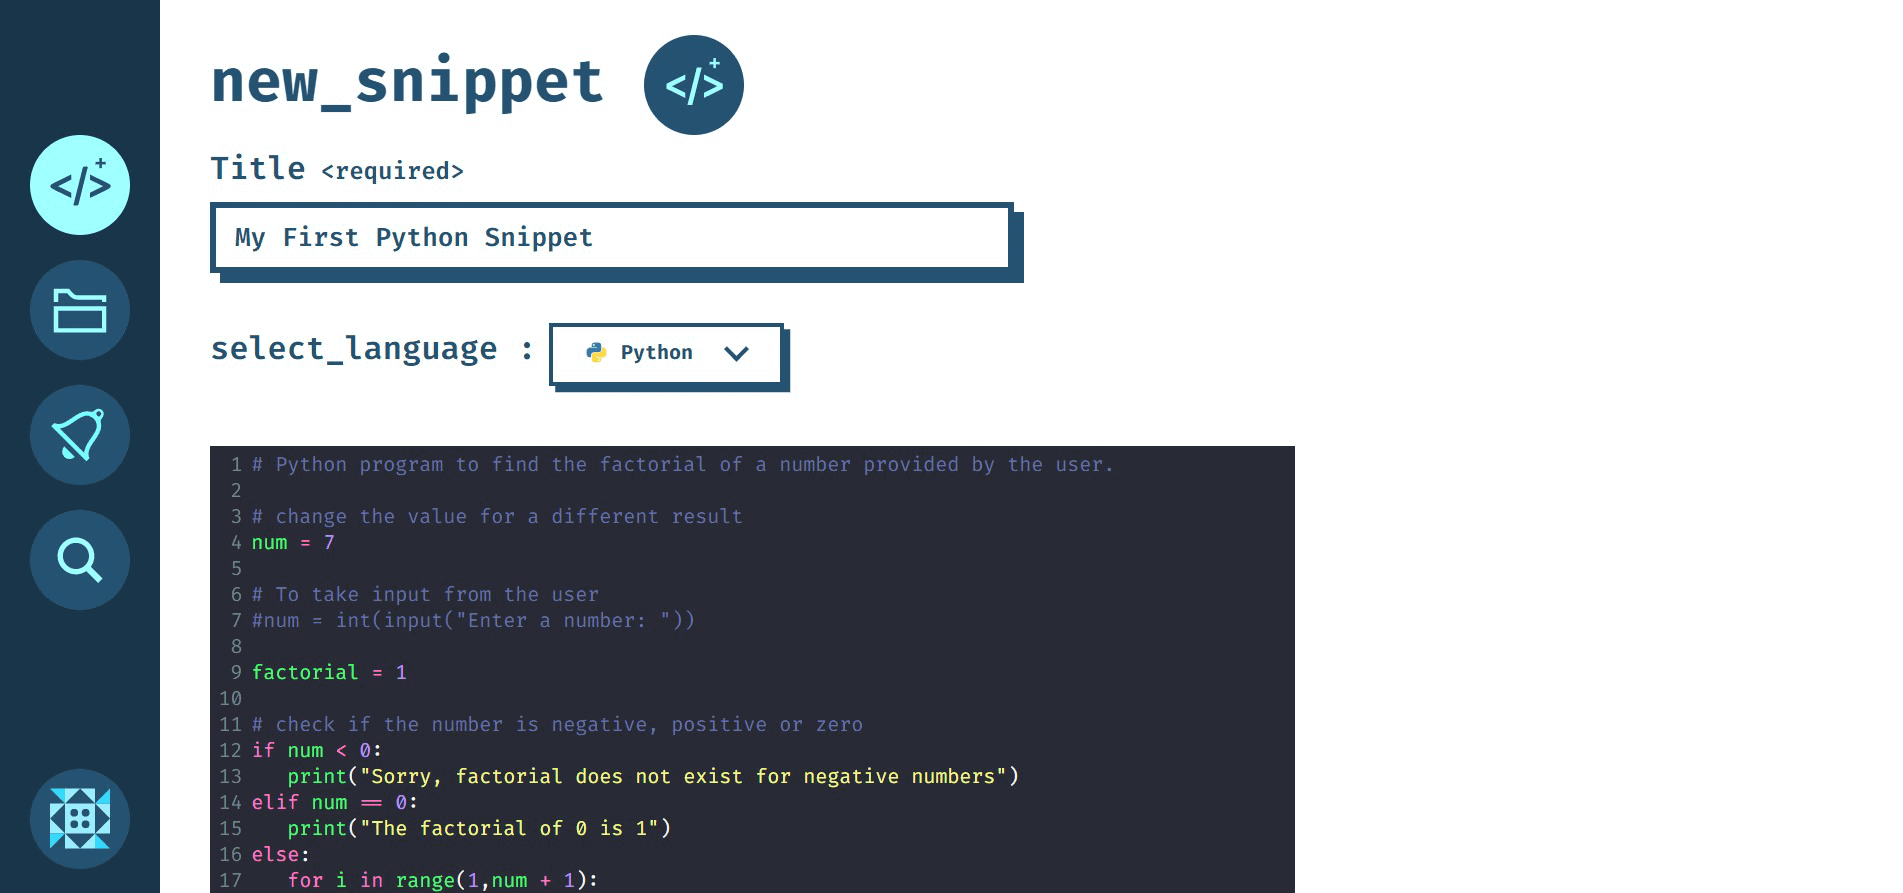 new_snippet </>+
</>+
Title <required>
My First Python Snippet
select_language : Python
1 # Python program to find the factorial of a number provided by the user.
2
3 # change the value for a different result
4 num = 7
5
6 # To take input from the user
7 #num = int(input("Enter a number: "))
8
9 factorial = 1
10
11 # check if the number is negative, positive or zero
12 if num < 0:
13    print("Sorry, factorial does not exist for negative numbers")
14 elif num == 0:
15    print("The factorial of 0 is 1")
16 else:
17    for i in range(1,num + 1):